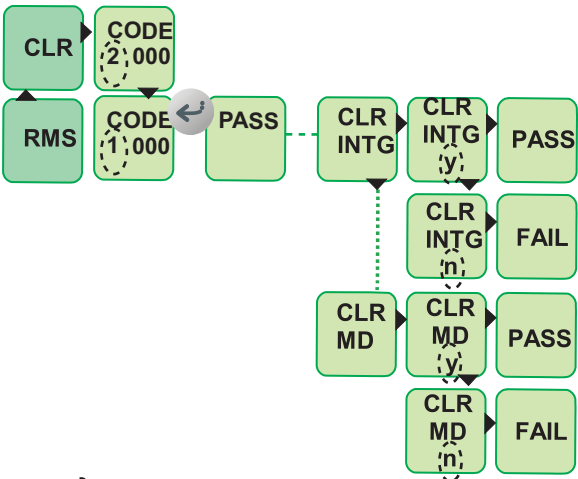 CLR
CODE
2 000
RMS
CODE
1 000
PASS
CLR
INTG
CLR
INTG
y
PASS
CLR
INTG
n
FAIL
CLR
MD
CLR
MD
y
PASS
CLR
MD
n
FAIL